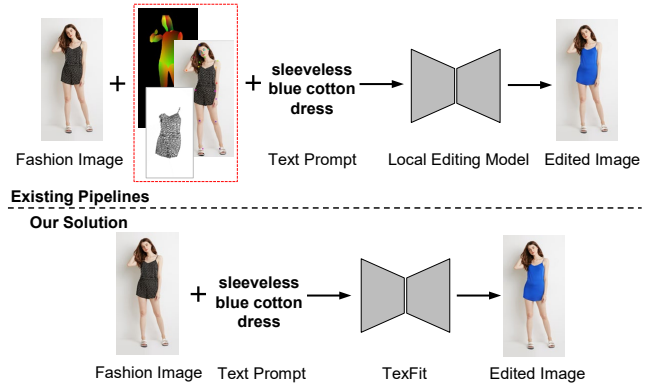 sleeveless
blue cotton
dress
Fashion Image
Text Prompt
Local Editing Model
Edited Image
Existing Pipelines
Our Solution
sleeveless
blue cotton
dress
Fashion Image
Text Prompt
TexFit
Edited Image